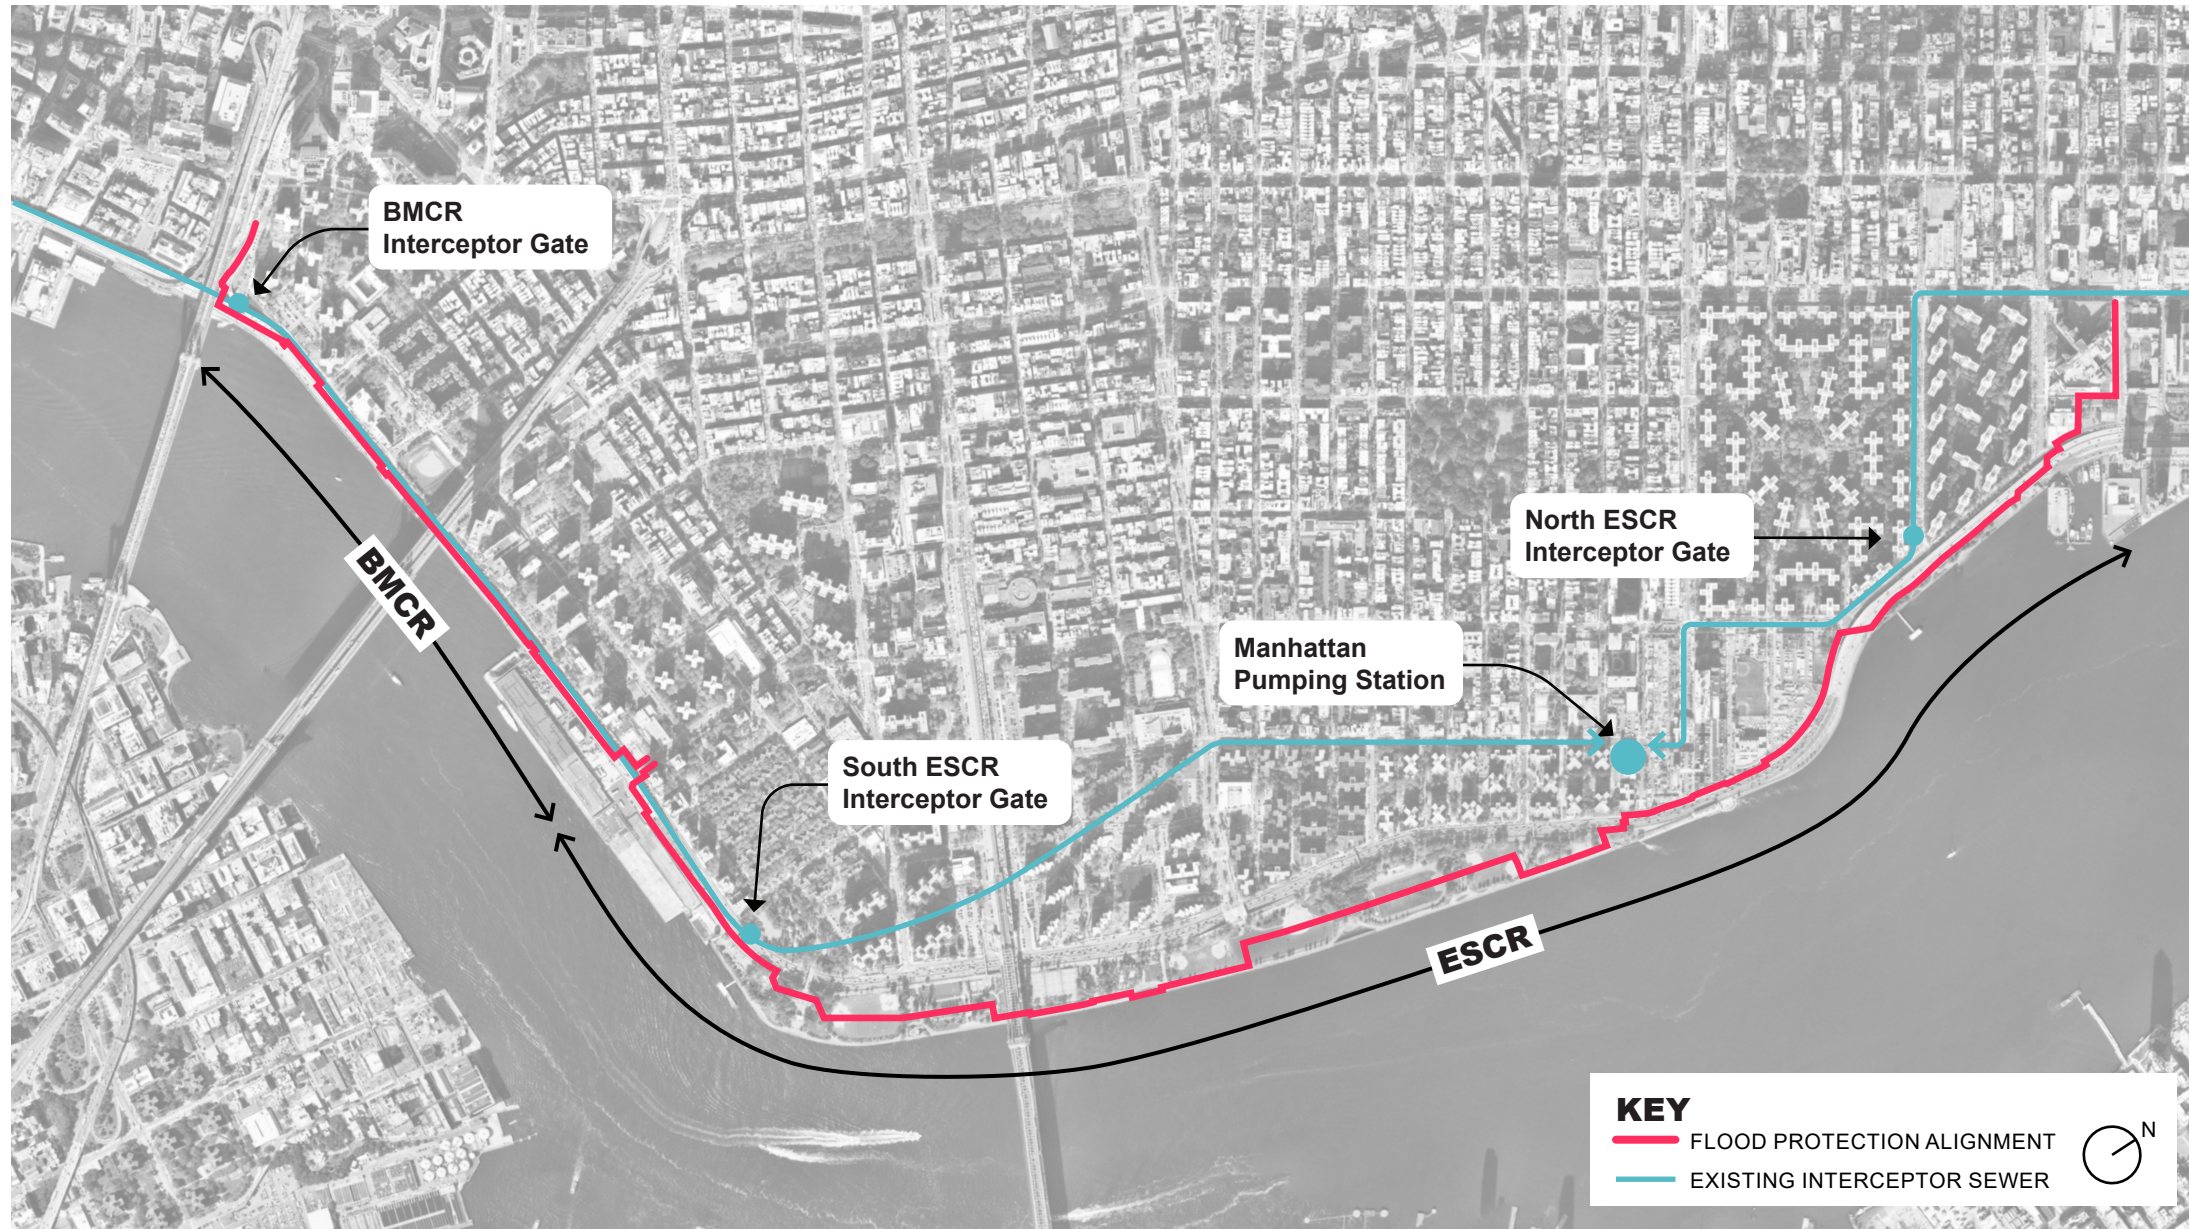 BMCR
Interceptor Gate
BMCR
North ESCR
Interceptor Gate
Manhattan
Pumping Station
South ESCR
Interceptor Gate
ESCR
KEY
FLOOD PROTECTION ALIGNMENT
EXISTING INTERCEPTOR SEWER
N